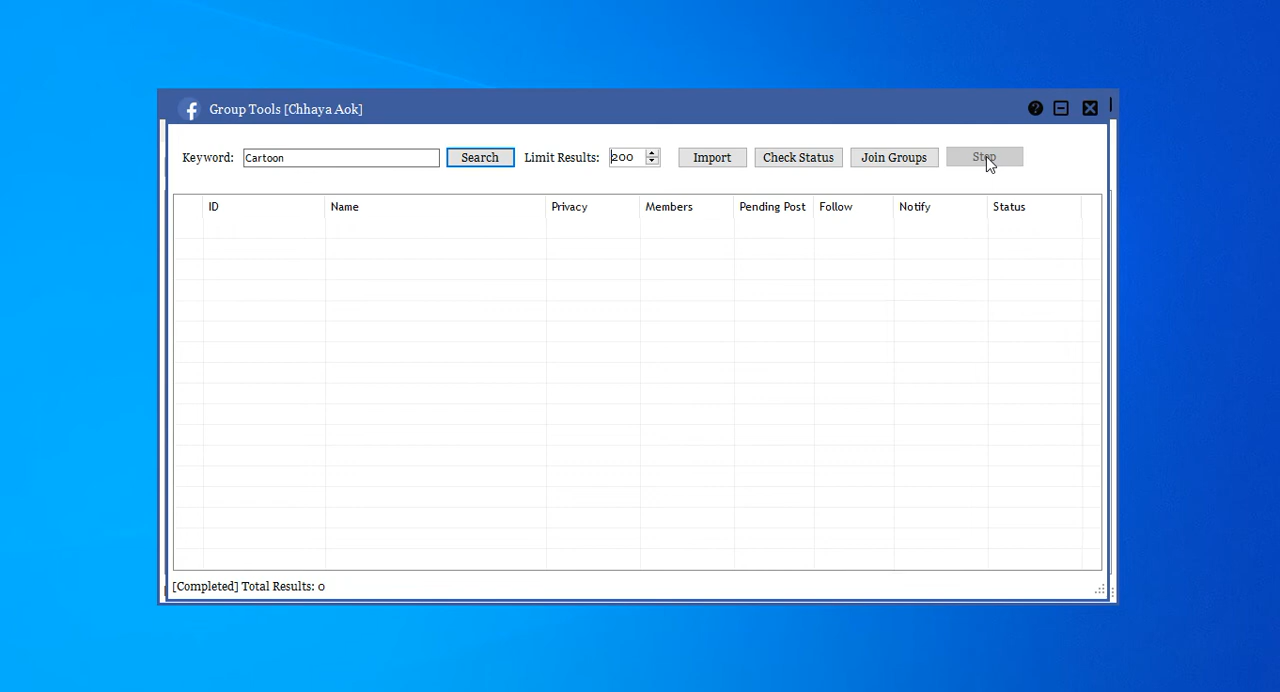 Group Tools [Chhaya Aok]
Keyword: Cartoon Search Limit Results: 200 Import Check Status Join Groups Stop
ID Name Privacy Members Pending Post Follow Notify Status
[Completed] Total Results: 0